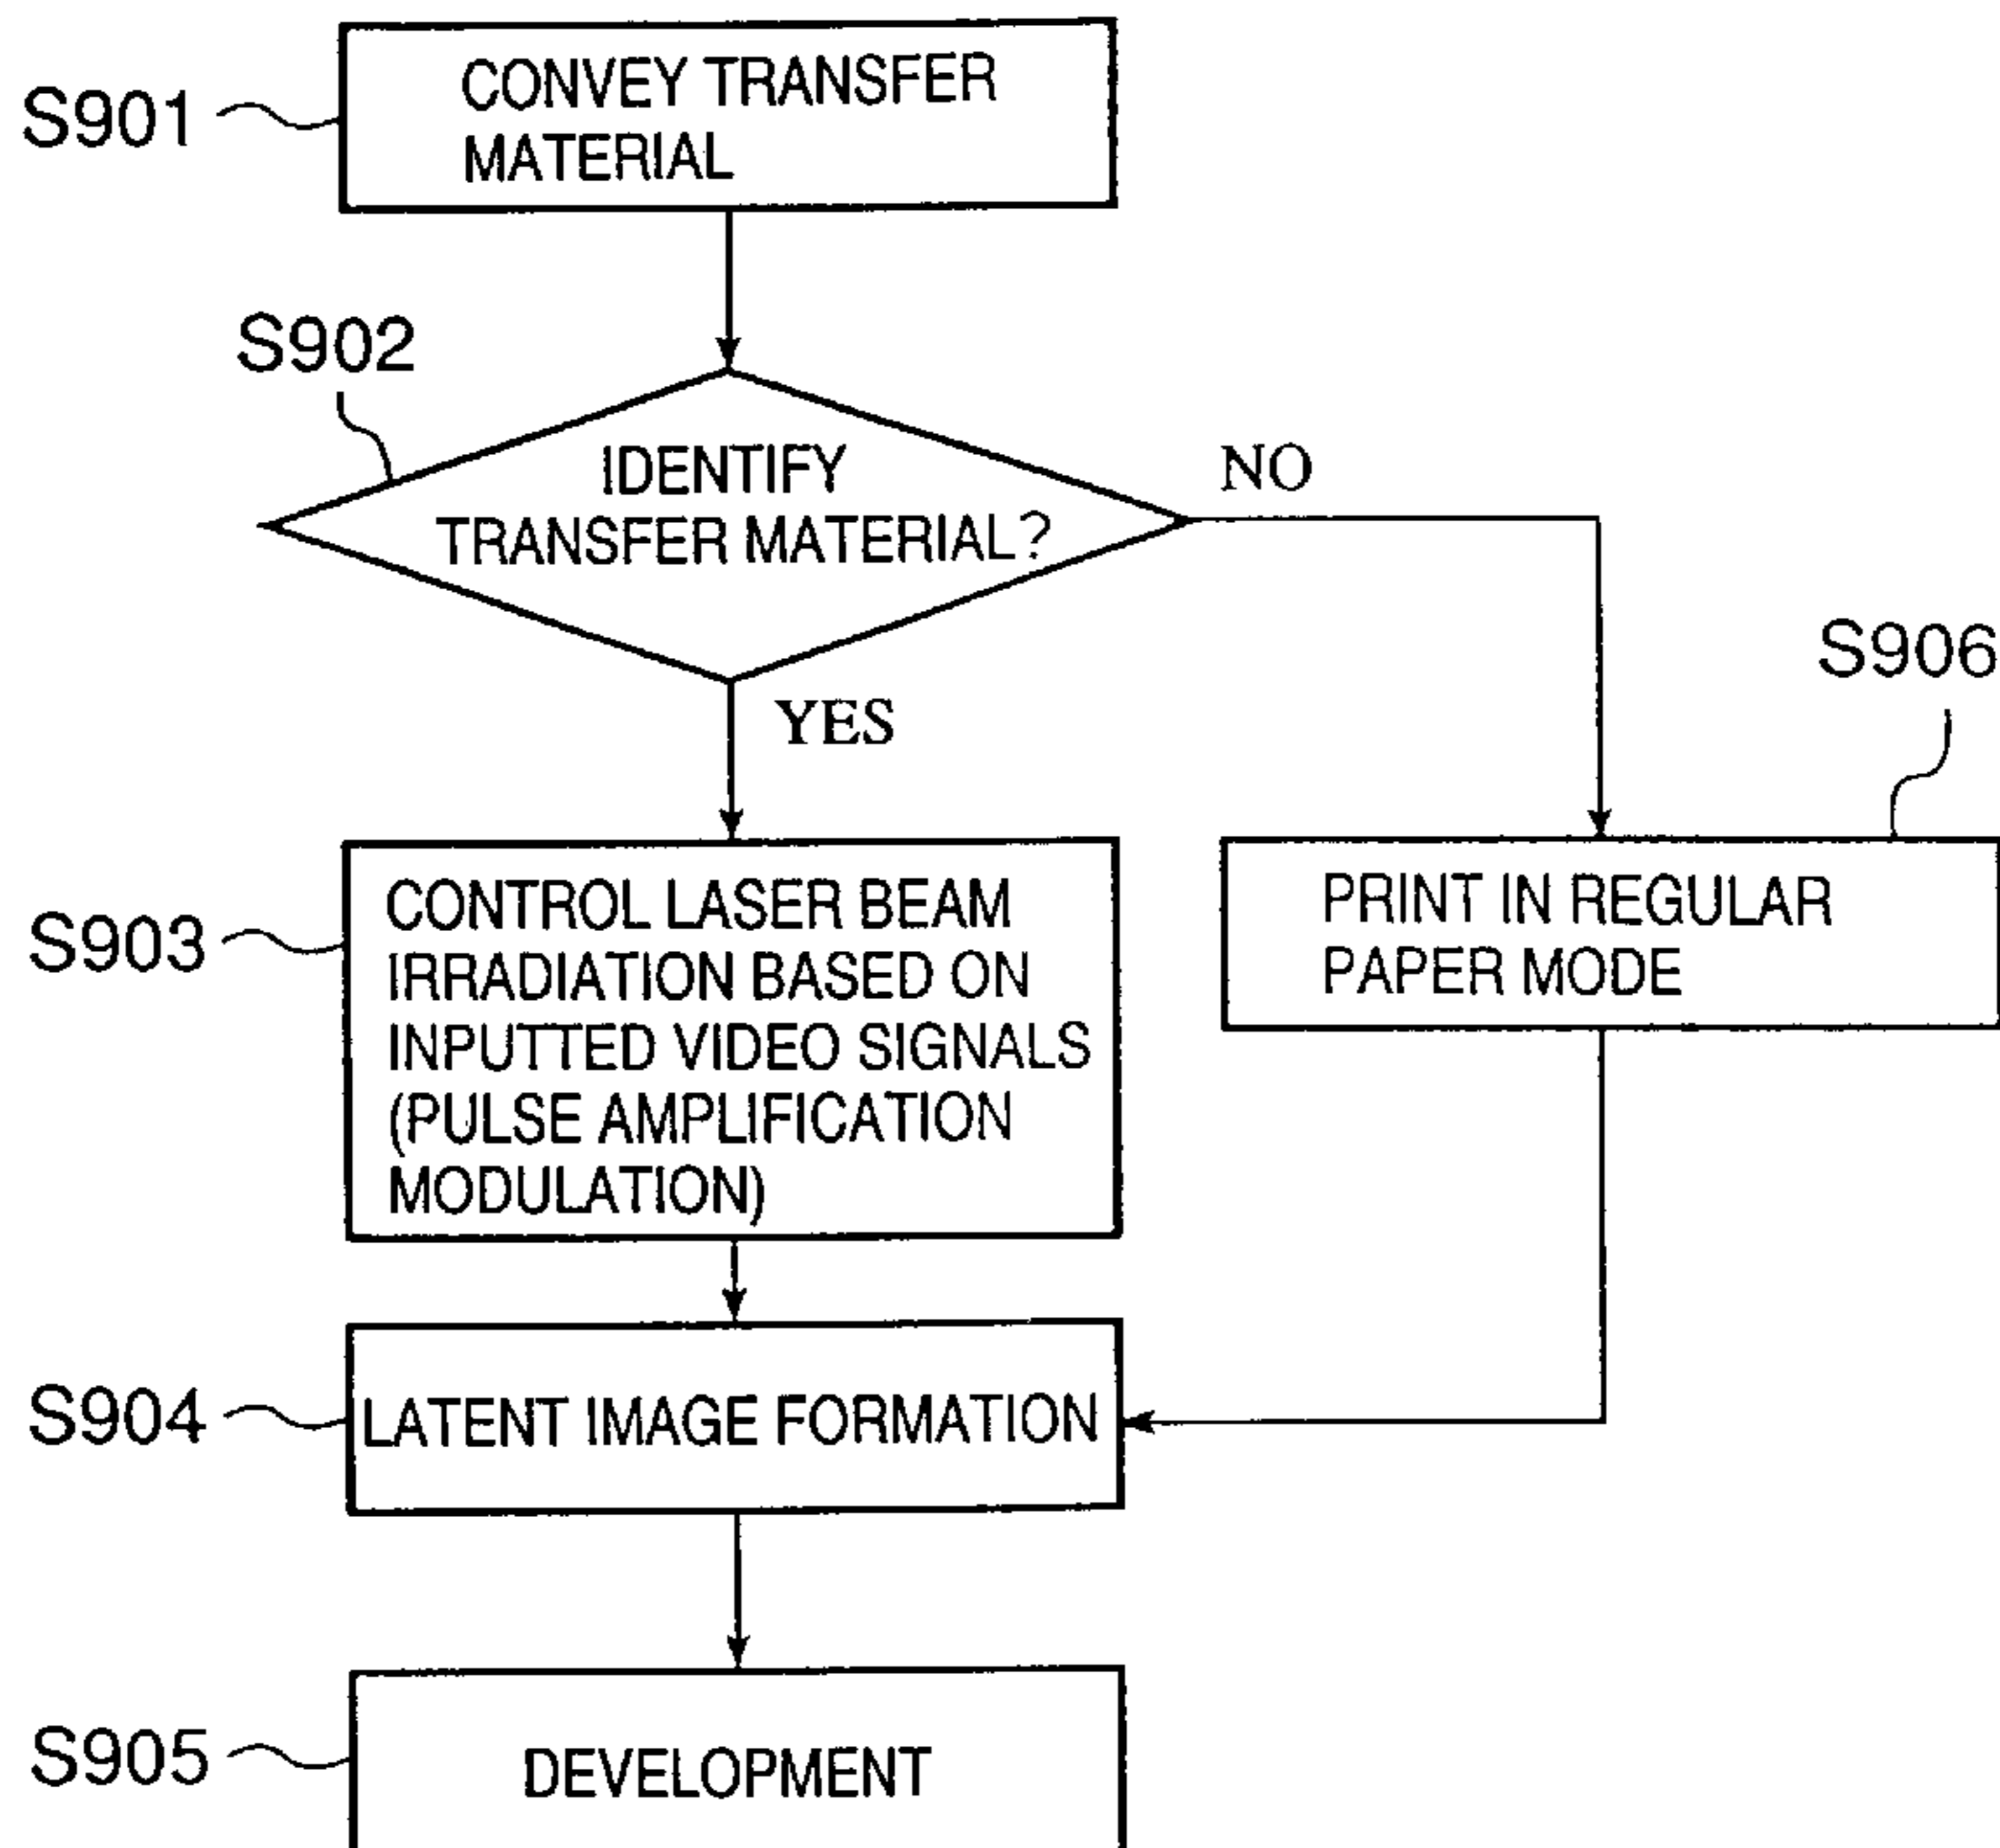 S901
CONVEY TRANSFER
MATERIAL
S902
IDENTIFY
TRANSFER MATERIAL?
NO
YES
S903
CONTROL LASER BEAM
IRRADIATION BASED ON
INPUTTED VIDEO SIGNALS
(PULSE AMPLIFICATION
MODULATION)
S906
PRINT IN REGULAR
PAPER MODE
S904
LATENT IMAGE FORMATION
S905
DEVELOPMENT